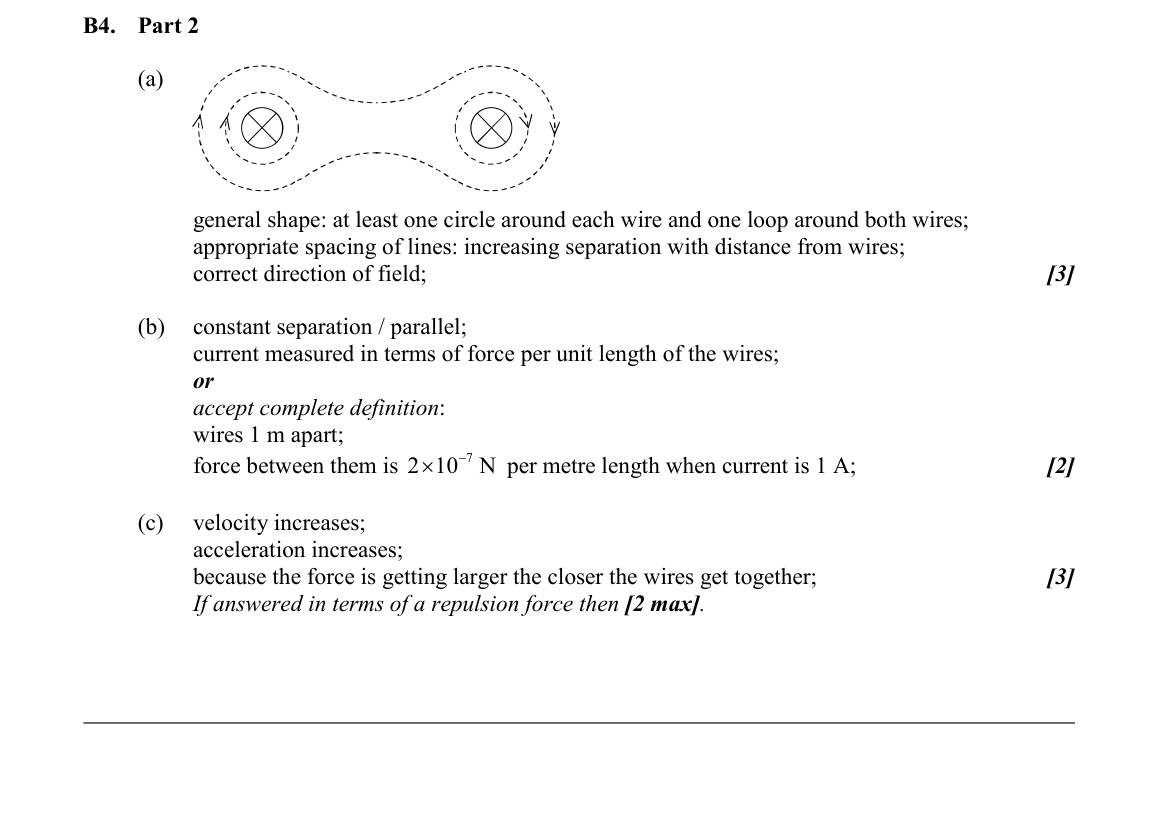 B4. Part 2
(a)
general shape: at least one circle around each wire and one loop around both wires;
appropriate spacing of lines: increasing separation with distance from wires;
correct direction of field; [3]
(b) constant separation / parallel;
current measured in terms of force per unit length of the wires;
or
accept complete definition:
wires 1 m apart;
force between them is 2×10⁻⁷ N per metre length when current is 1 A; [2]
(c) velocity increases;
acceleration increases;
because the force is getting larger the closer the wires get together; [3]
If answered in terms of a repulsion force then [2 max].